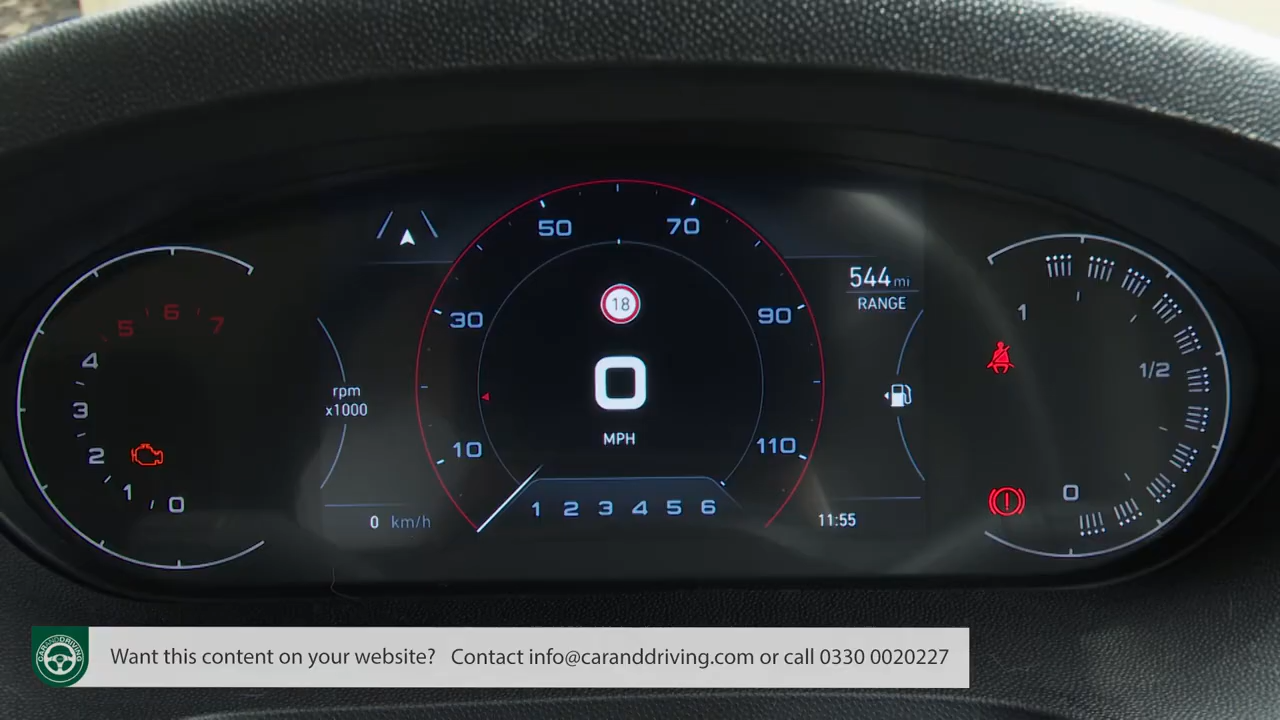 50 70
544 mi
RANGE
18
5 6 7
30 90
1
4
1/2
3
rpm
x1000
MPH
10 110
2
1
0
0
1 2 3 4 5 6
0 km/h
11:55
CARANDDRIVING
Want this content on your website? Contact info@caranddriving.com or call 0330 0020227